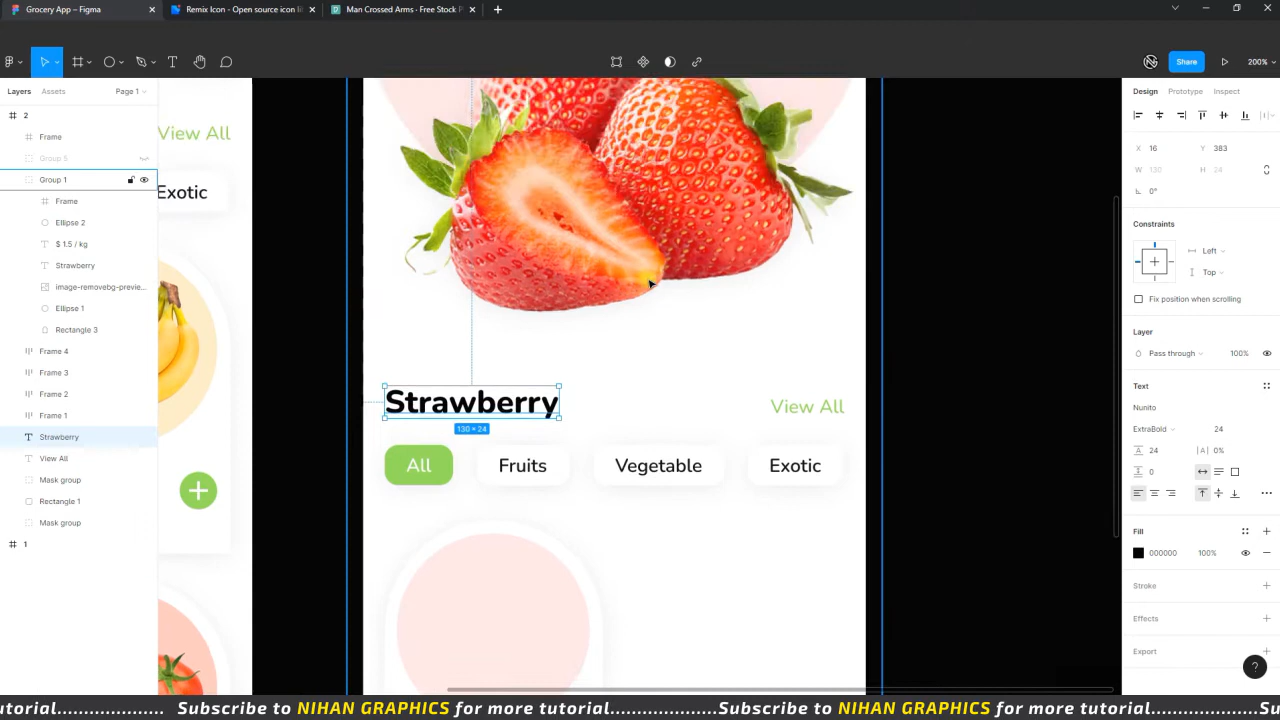 Grocery App – Figma
Remix Icon - Open source icon li
Man Crossed Arms · Free Stock P
Share
200%
Layers
Assets
Page 1
2
Frame
Group 5
Group 1
Frame
Ellipse 2
$ 1.5 / kg
Strawberry
image-removebg-previe...
Ellipse 1
Rectangle 3
Frame 4
Frame 3
Frame 2
Frame 1
Strawberry
View All
Mask group
Rectangle 1
Mask group
1
View All
Exotic
Strawberry
130 × 24
View All
All
Fruits
Vegetable
Exotic
Design
Prototype
Inspect
X 16
Y 383
W 130
H 24
0°
Constraints
Left
Top
Fix position when scrolling
Layer
Pass through
100%
Text
Nunito
ExtraBold
24
24
0%
0
Fill
000000
100%
Stroke
Effects
Export
?
utorial.................... Subscribe to NIHAN GRAPHICS for more tutorial....................Subscribe to NIHAN GRAPHICS for more tutorial....................Su